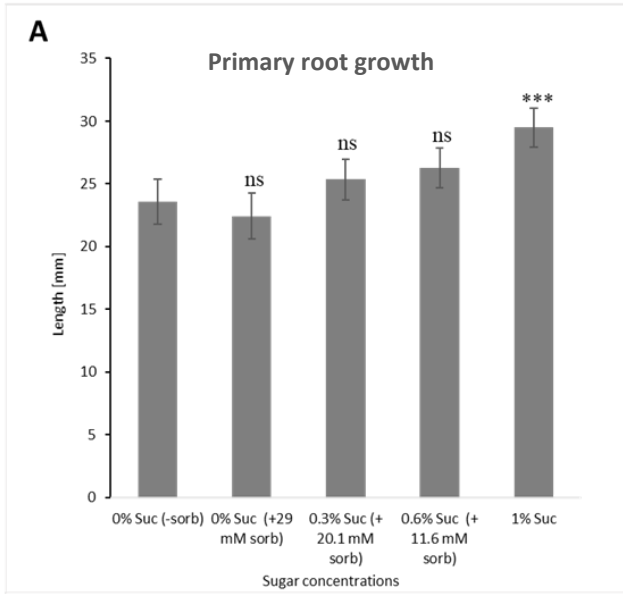 A
Primary root growth
35
30
25
20
15
10
5
0
Length [mm]
ns
ns
ns
***
0% Suc (-sorb)
0% Suc (+29
mM sorb)
0.3% Suc (+
20.1 mM
sorb)
0.6% Suc (+
11.6 mM
sorb)
1% Suc
Sugar concentrations